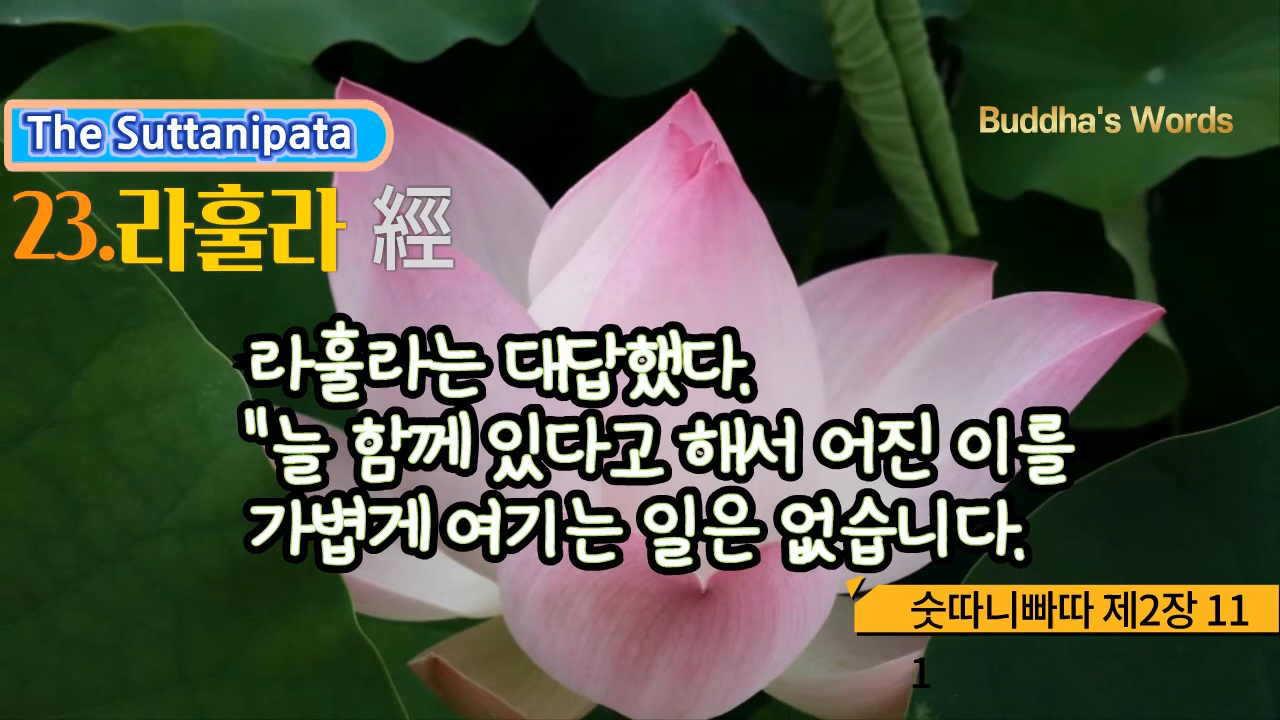 The Suttanipata
Buddha's Words
23.라훌라 經
라훌라는 대답했다.
"늘 함께 있다고 해서 어진 이를
가볍게 여기는 일은 없습니다.
숫따니빠따 제2장 11
1